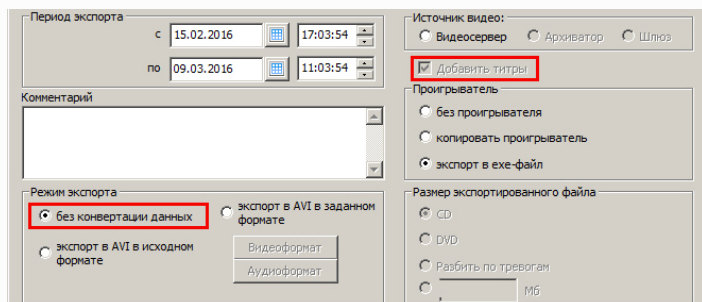 Период экспорта
с 15.02.2016 17:03:54
по 09.03.2016 11:03:54
Комментарий
Режим экспорта
без конвертации данных
экспорт в AVI в заданном
формате
экспорт в AVI в исходном
формате
Видеоформат
Аудиоформат
Источник видео:
Видеосервер Архиватор Шлюз
Добавить титры
Проигрыватель
без проигрывателя
копировать проигрыватель
экспорт в exe-файл
Размер экспортированного файла
CD
DVD
Разбить по тревогам
, Мб